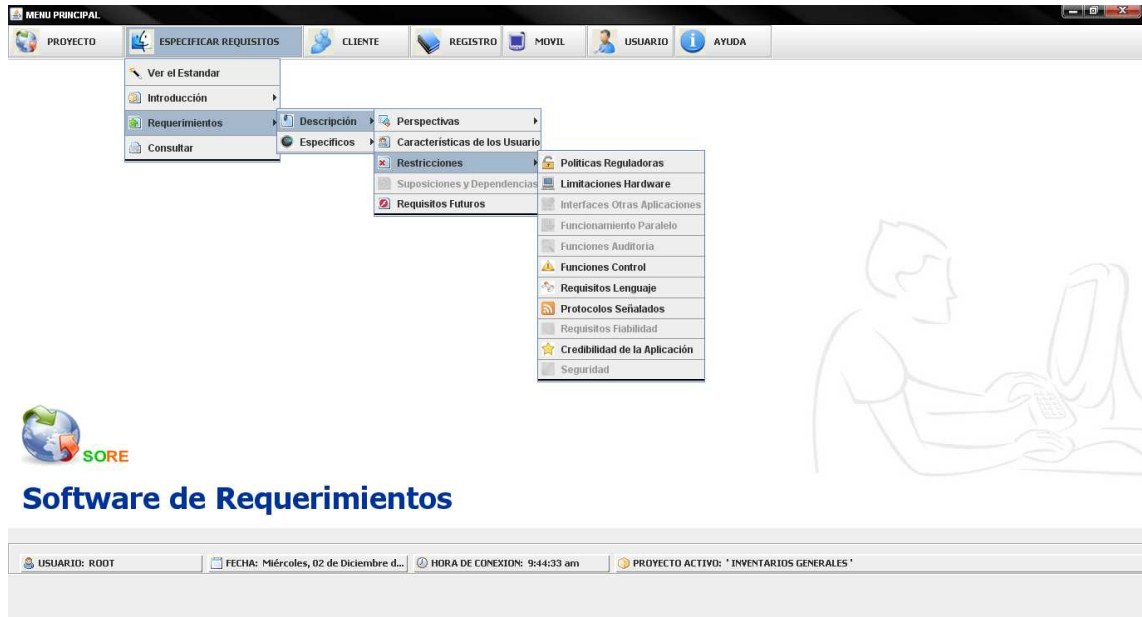 MENU PRINCIPAL
PROYECTO
ESPECIFICAR REQUISITOS
CLIENTE
REGISTRO
MOVIL
USUARIO
AYUDA
Ver el Estandar
Introducción
Requerimientos
Consultar
Descripción
Especificos
Perspectivas
Características de los Usuario
Restricciones
Suposiciones y Dependencias
Requisitos Futuros
Politicas Reguladoras
Limitaciones Hardware
Interfaces Otras Aplicaciones
Funcionamiento Paralelo
Funciones Auditoria
Funciones Control
Requisitos Lenguaje
Protocolos Señalados
Requisitos Fiabilidad
Credibilidad de la Aplicación
Seguridad
SORE
Software de Requerimientos
USUARIO: ROOT
FECHA: Miércoles, 02 de Diciembre d...
HORA DE CONEXION: 9:44:33 am
PROYECTO ACTIVO: ' INVENTARIOS GENERALES '